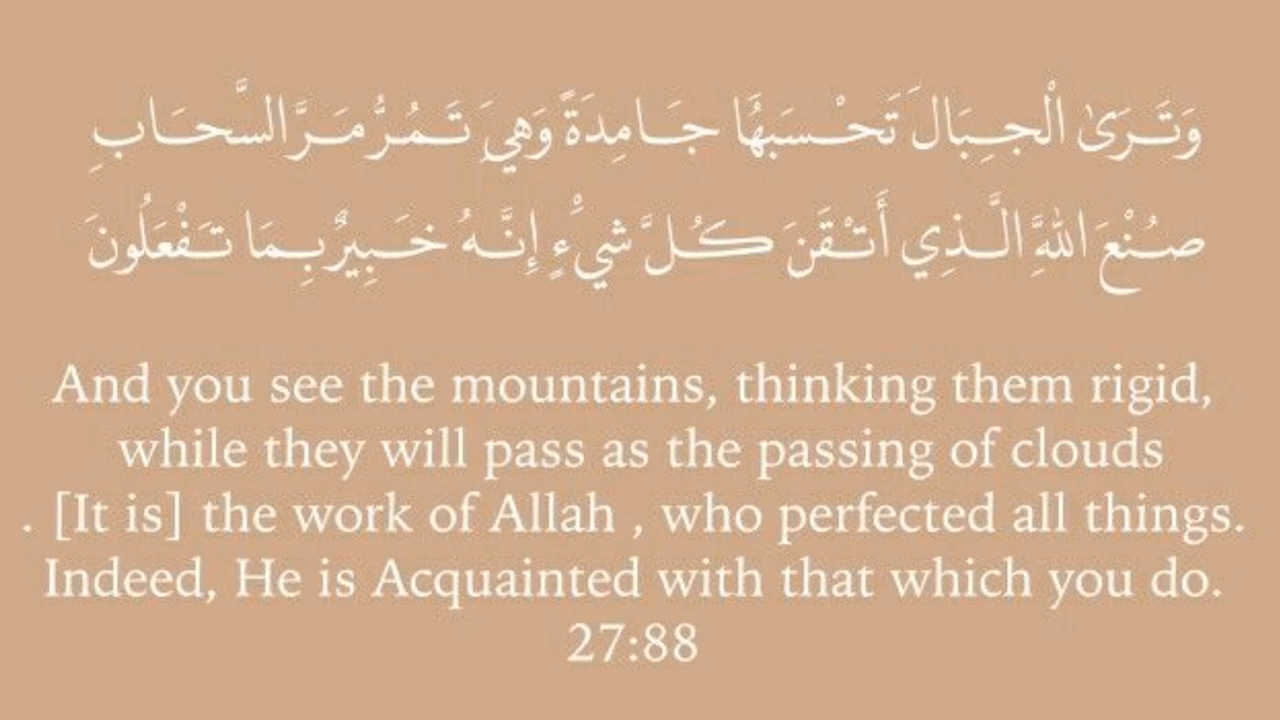 وَتَرَى الْجِبَالَ تَحْسَبُهَا جَامِدَةً وَهِيَ تَمُرُّ مَرَّ السَّحَابِ
صُنْعَ اللَّهِ الَّذِي أَتْقَنَ كُلَّ شَيْءٍ إِنَّهُ خَبِيرٌ بِمَا تَفْعَلُونَ
And you see the mountains, thinking them rigid,
while they will pass as the passing of clouds
. [It is] the work of Allah , who perfected all things.
Indeed, He is Acquainted with that which you do.
27:88